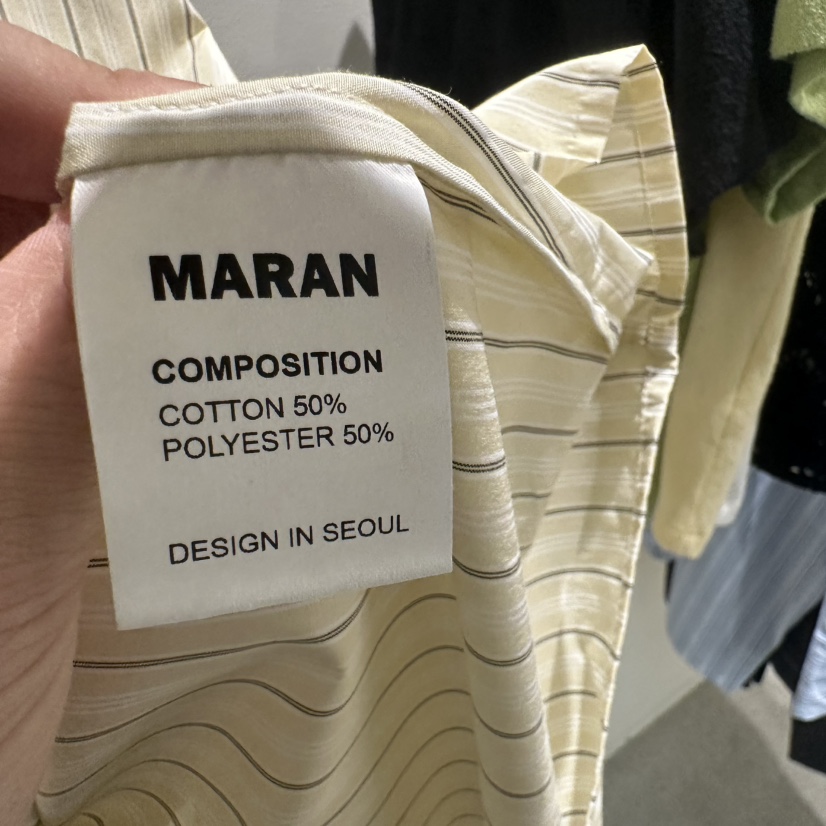 MARAN
COMPOSITION
COTTON 50%
POLYESTER 50%
DESIGN IN SEOUL